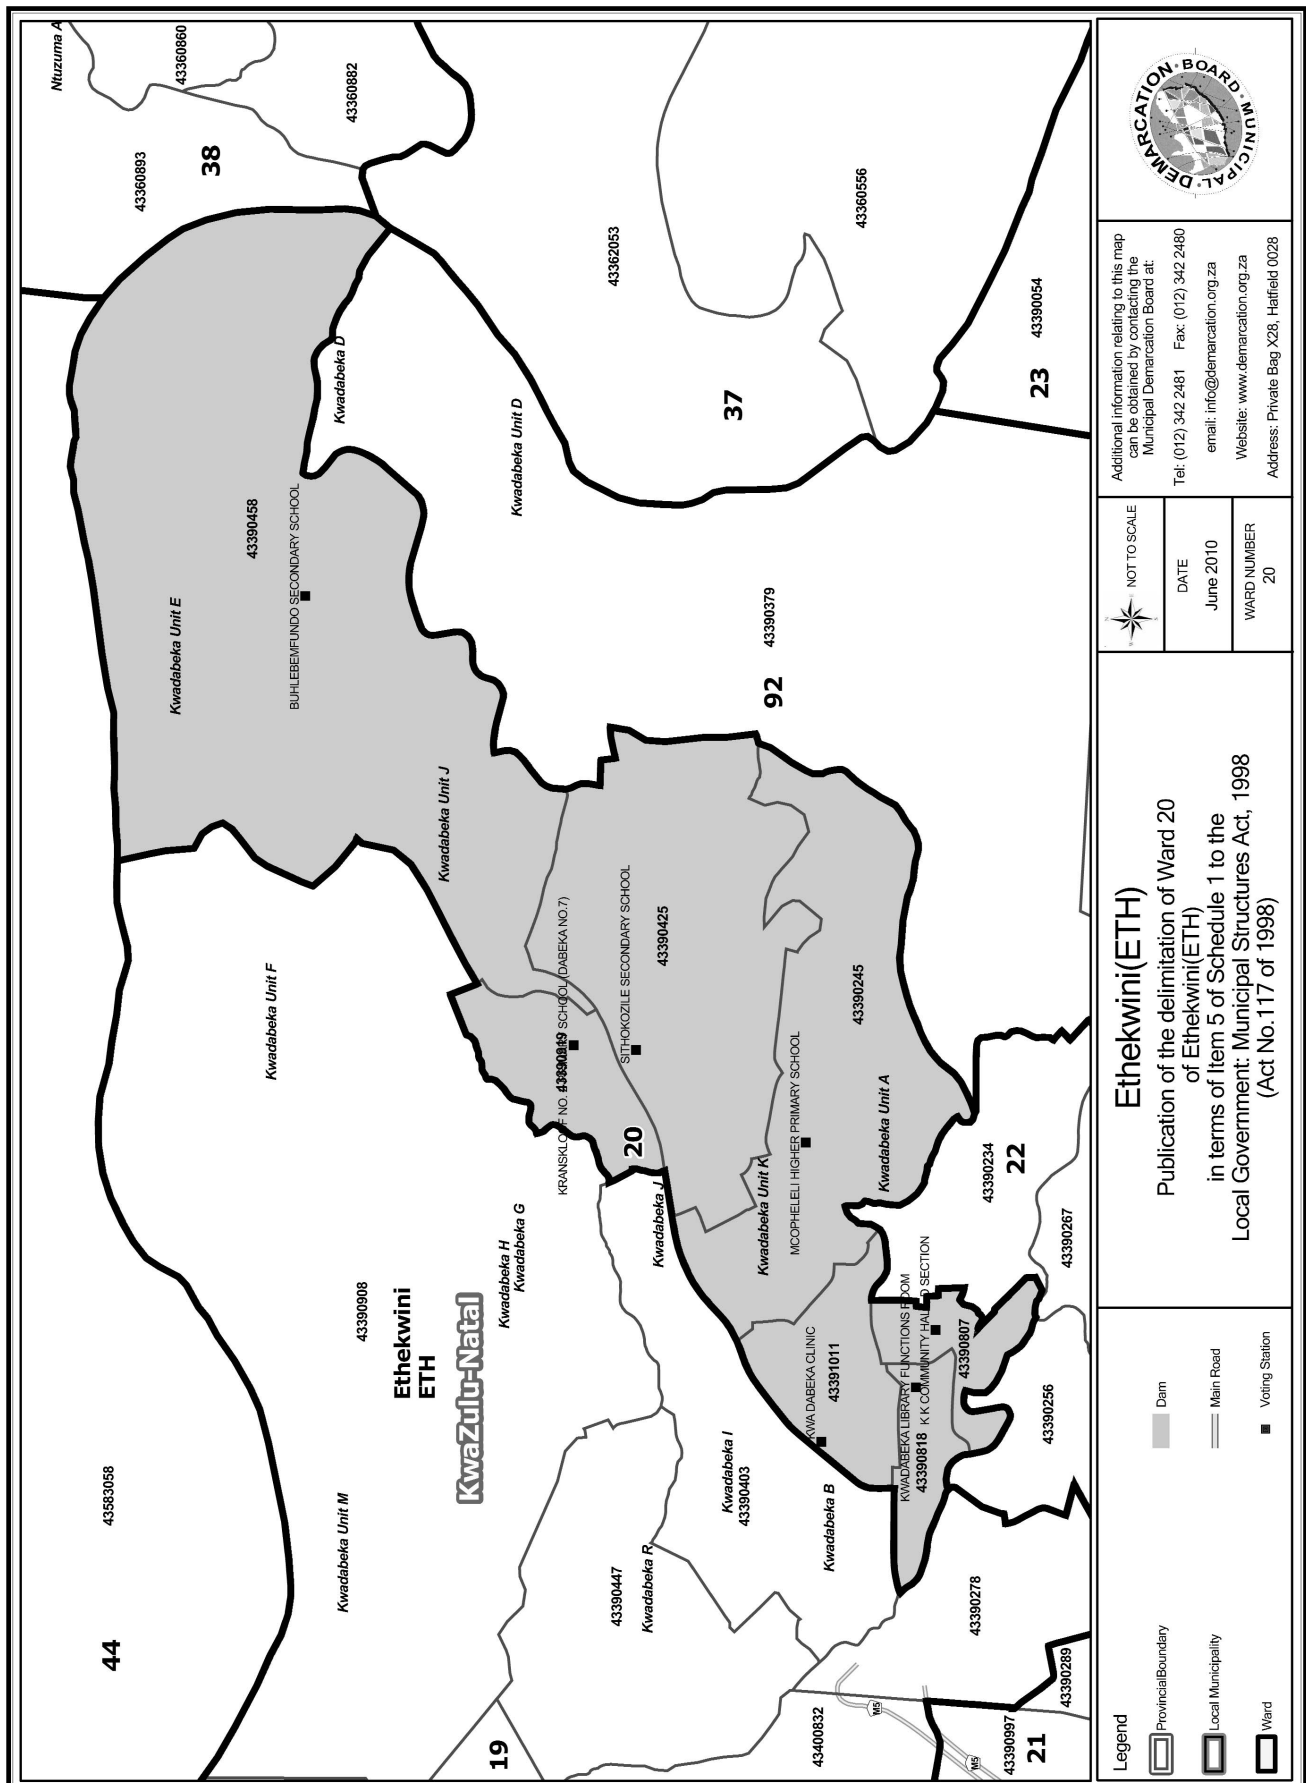 Ntuzuma A
43360860
43360882
43360893
38
43362053
43360556
37
43390054
23
Kwadabeka D
Kwadabeka Unit D
43390458
BUHLEBEMFUNDO SECONDARY SCHOOL
Kwadabeka Unit E
43390379
92
Kwadabeka Unit J
Kwadabeka Unit F
KRANSKLOOF NO. SCHOOL (DABEKA NO.7)
SITHOKOZILE SECONDARY SCHOOL
43390425
43390245
MCOPHELELI HIGHER PRIMARY SCHOOL
Kwadabeka Unit A
20
43390234
22
43390267
Kwadabeka J
Kwadabeka Unit K
Kwadabeka H
Kwadabeka G
43390908
Ethekwini
ETH
KwaZulu-Natal
KWA DABEKA CLINIC
43391011
KWADABEKA LIBRARY FUNCTIONS ROOM
K K COMMUNITY HALL D SECTION
43390807
43390818
43390256
43583058
44
Kwadabeka Unit M
Kwadabeka I
43390403
Kwadabeka B
43390447
Kwadabeka R
43390278
43390289
19
43400832
M5
M5
43390997
21
Legend
ProvincialBoundary
Local Municipality
Ward
Dam
Main Road
Voting Station
Ethekwini(ETH)
Publication of the delimitation of Ward 20
of Ethekwini(ETH)
in terms of Item 5 of Schedule 1 to the
Local Government: Municipal Structures Act, 1998
(Act No.117 of 1998)
NOT TO SCALE
DATE
June 2010
WARD NUMBER
20
Additional information relating to this map
can be obtained by contacting the
Municipal Demarcation Board at:
Tel: (012) 342 2481 Fax: (012) 342 2480
email: info@demarcation.org.za
Website: www.demarcation.org.za
Address: Private Bag X28, Hatfield 0028
MUNICIPAL DEMARCATION BOARD